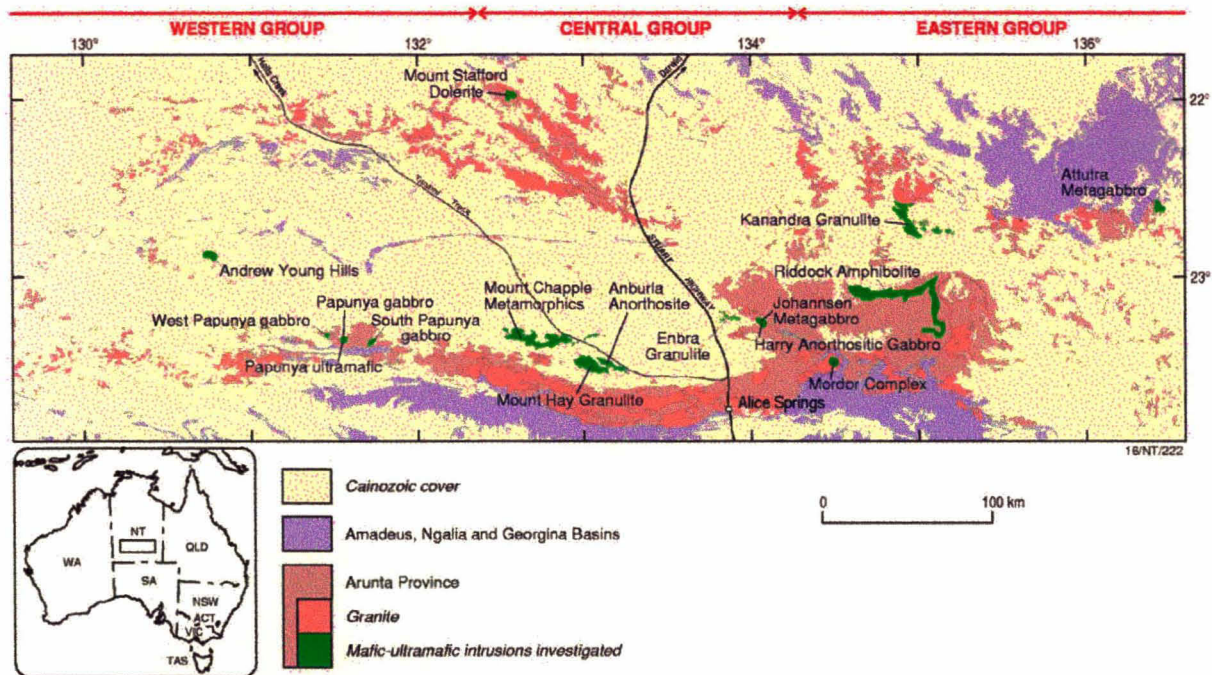 WESTERN GROUP
CENTRAL GROUP
EASTERN GROUP
130°
132°
134°
136°
Halls Creek
Darwin
Mount Stafford
Dolerite
22°
Attutra
Metagabbro
Kanandra Granulite
Tanami
Track
STUART
HIGHWAY
Andrew Young Hills
23°
Riddock Amphibolite
Mount Chapple
Metamorphics
Anburla
Anorthosite
Papunya gabbro
Johannsen
Metagabbro
West Papunya gabbro
South Papunya
gabbro
Enbra
Granulite
Harry Anorthositic Gabbro
Papunya ultramafic
Mordor Complex
Mount Hay Granulite
Alice Springs
16/NT/222
WA
NT
QLD
SA
NSW
ACT
VIC
TAS
Cainozoic cover
Amadeus, Ngalia and Georgina Basins
Arunta Province
Granite
Mafic-ultramafic intrusions investigated
0
100 km